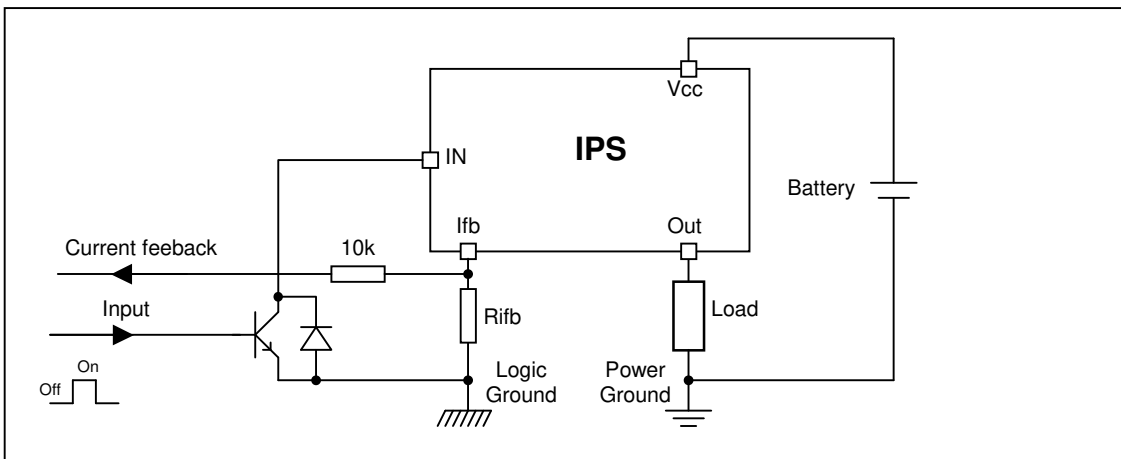 Vcc
IPS
IN
Battery
Ifb
Out
Current feeback
10k
Input
Rifb
Load
On
Off
Logic
Ground
Power
Ground